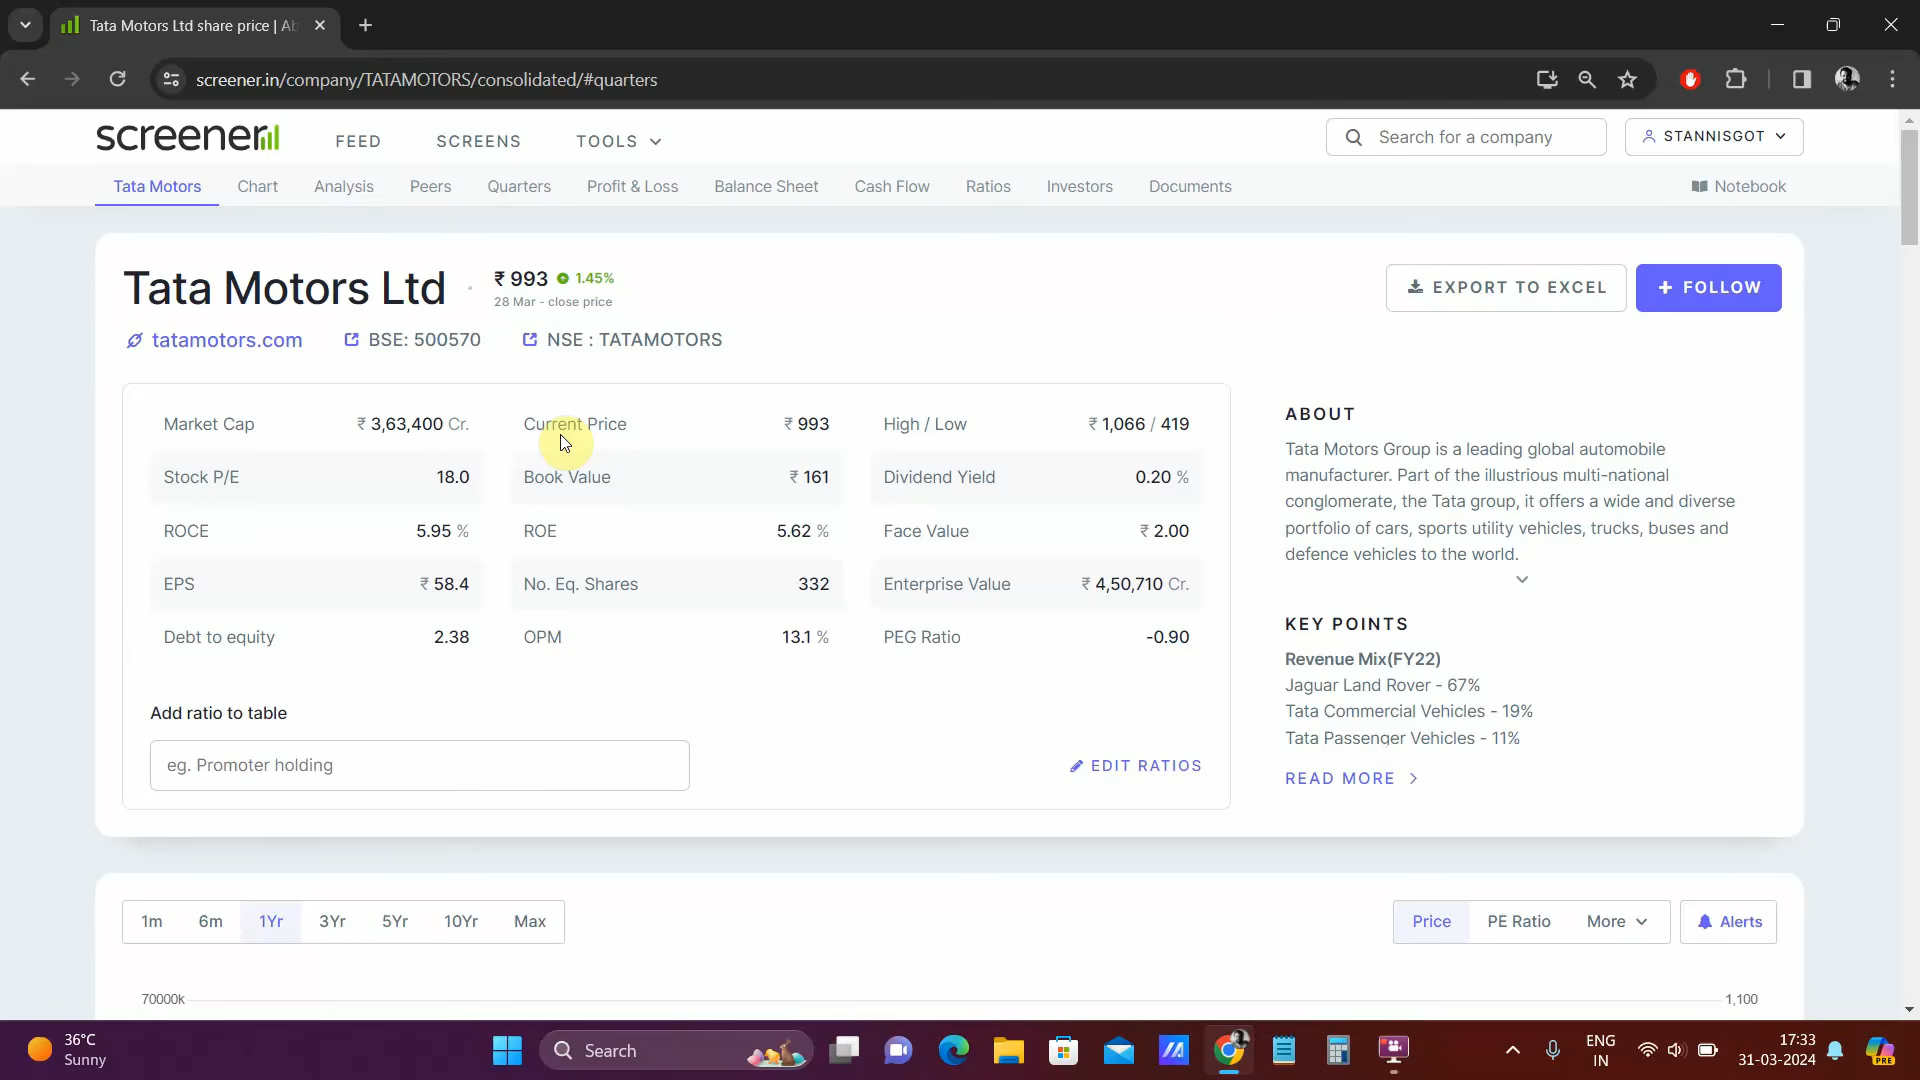 Tata Motors Ltd share price | Ab
screener.in/company/TATAMOTORS/consolidated/#quarters
screener
FEED SCREENS TOOLS
Search for a company
STANNISGOT
Tata Motors Chart Analysis Peers Quarters Profit & Loss Balance Sheet Cash Flow Ratios Investors Documents
Notebook
Tata Motors Ltd
₹ 993 1.45%
28 Mar - close price
EXPORT TO EXCEL
+ FOLLOW
tatamotors.com BSE: 500570 NSE : TATAMOTORS
Market Cap ₹ 3,63,400 Cr. Current Price ₹ 993 High / Low ₹ 1,066 / 419
Stock P/E 18.0 Book Value ₹ 161 Dividend Yield 0.20 %
ROCE 5.95 % ROE 5.62 % Face Value ₹ 2.00
EPS ₹ 58.4 No. Eq. Shares 332 Enterprise Value ₹ 4,50,710 Cr.
Debt to equity 2.38 OPM 13.1 % PEG Ratio -0.90
Add ratio to table
eg. Promoter holding
EDIT RATIOS
ABOUT
Tata Motors Group is a leading global automobile
manufacturer. Part of the illustrious multi-national
conglomerate, the Tata group, it offers a wide and diverse
portfolio of cars, sports utility vehicles, trucks, buses and
defence vehicles to the world.
KEY POINTS
Revenue Mix(FY22)
Jaguar Land Rover - 67%
Tata Commercial Vehicles - 19%
Tata Passenger Vehicles - 11%
READ MORE
1m 6m 1Yr 3Yr 5Yr 10Yr Max
Price PE Ratio More
Alerts
70000k 1,100
36°C
Sunny
Search
ENG
IN
17:33
31-03-2024
PRE